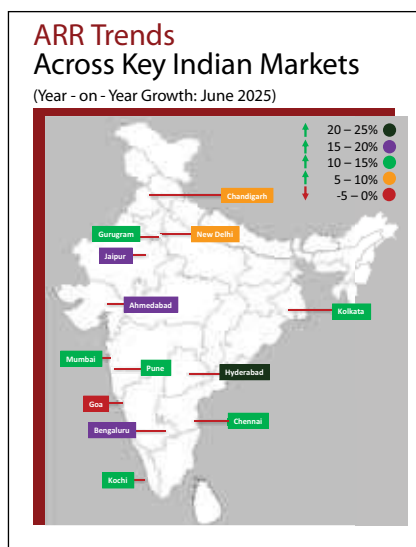 ARR Trends
Across Key Indian Markets
(Year - on - Year Growth: June 2025)
20 – 25%
15 – 20%
10 – 15%
5 – 10%
-5 – 0%
Chandigarh
Gurugram
New Delhi
Jaipur
Ahmedabad
Kolkata
Mumbai
Pune
Hyderabad
Goa
Chennai
Bengaluru
Kochi